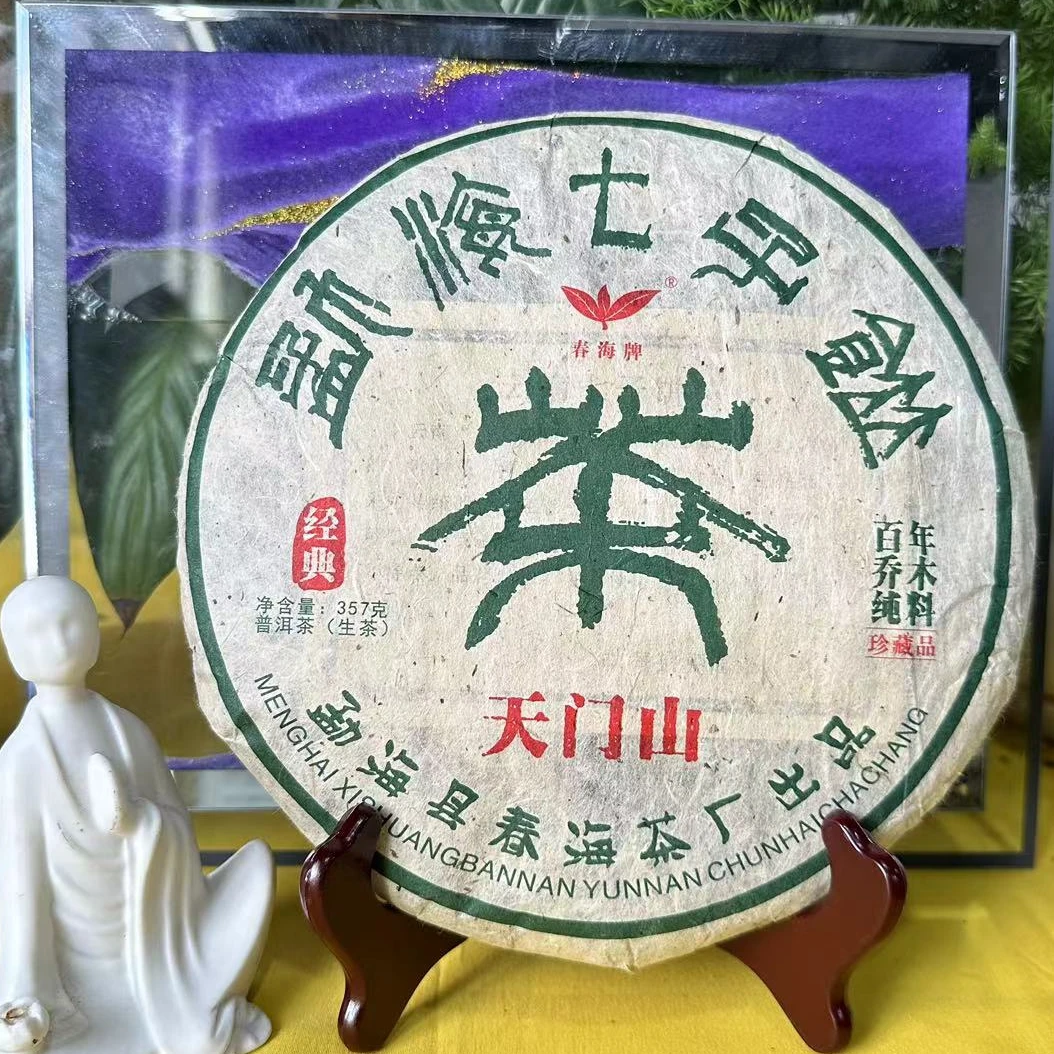 勐海七子饼
®
春海牌
茶
经典
净含量：357克
普洱茶（生茶）
百年
乔木
纯料
珍藏品
天门山
勐海县春海茶厂出品
MENGHAI XISHUANGBANNAN YUNNAN CHUNHAICHACHANG